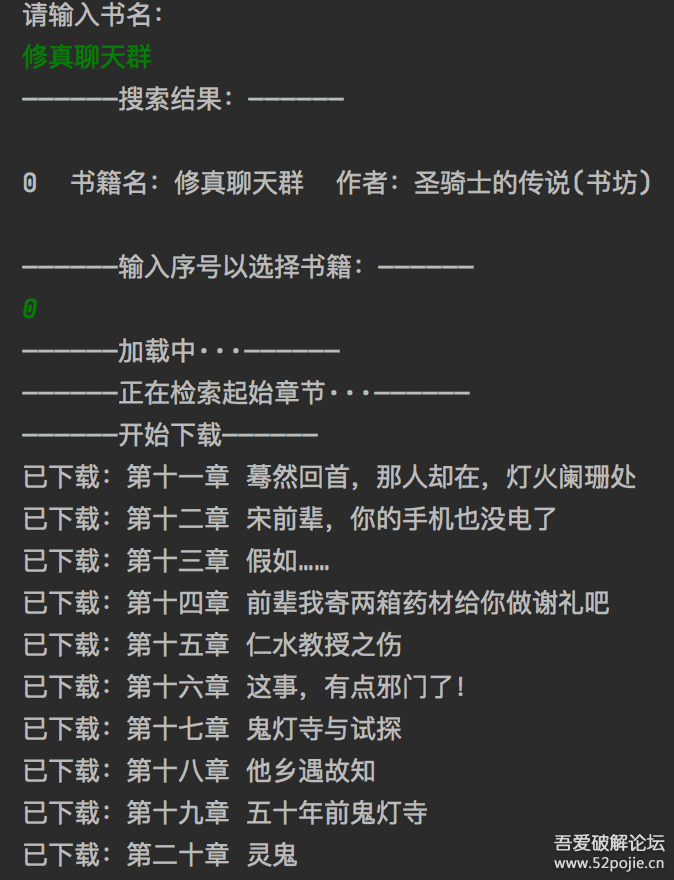 请输入书名：
修真聊天群
——————搜索结果：——————
0  书籍名：修真聊天群  作者：圣骑士的传说(书坊)
——————输入序号以选择书籍：——————
0
——————加载中···——————
——————正在检索起始章节···——————
——————开始下载——————
已下载：第十一章 蓦然回首，那人却在，灯火阑珊处
已下载：第十二章 宋前辈，你的手机也没电了
已下载：第十三章 假如……
已下载：第十四章 前辈我寄两箱药材给你做谢礼吧
已下载：第十五章 仁水教授之伤
已下载：第十六章 这事，有点邪门了！
已下载：第十七章 鬼灯寺与试探
已下载：第十八章 他乡遇故知
已下载：第十九章 五十年前鬼灯寺
已下载：第二十章 灵鬼
吾爱破解论坛
www.52pojie.cn